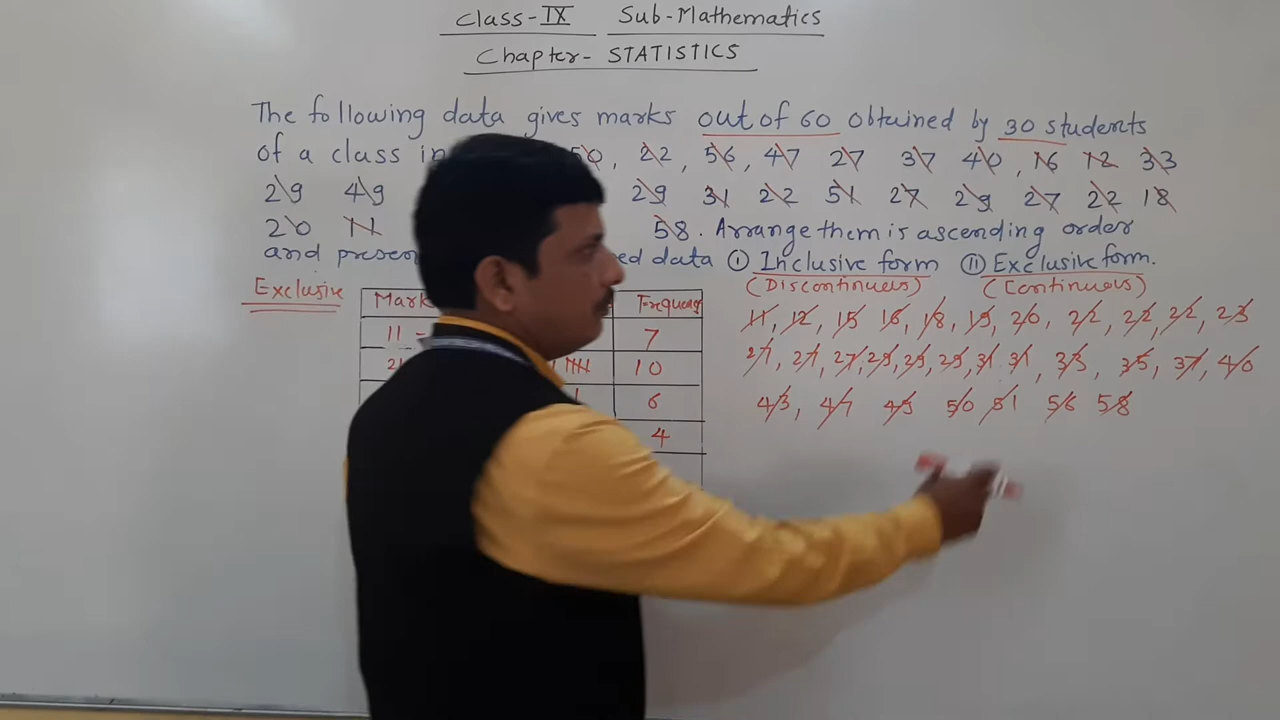 Class-IX Sub-Mathematics
Chapter- STATISTICS
The following data gives marks out of 60 obtained by 30 students
of a class in 50, 22, 56, 47 27 37 40, 16 12 33
29 49 29 31 22 51 27 29 27 22 18
20 11 58. Arrange them is ascending order
and presen data (I) Inclusive form (II) Exclusive form.
(Discontinuous) (Continuous)
Exclusive
Mark Frequency
11 - 7
10
6
4
11, 12, 15 16, 18, 19, 20, 22, 22, 22, 23
27, 27, 27, 29, 29, 29, 31, 31, 33, 35, 37, 40
43, 47 49 50 51 56 58